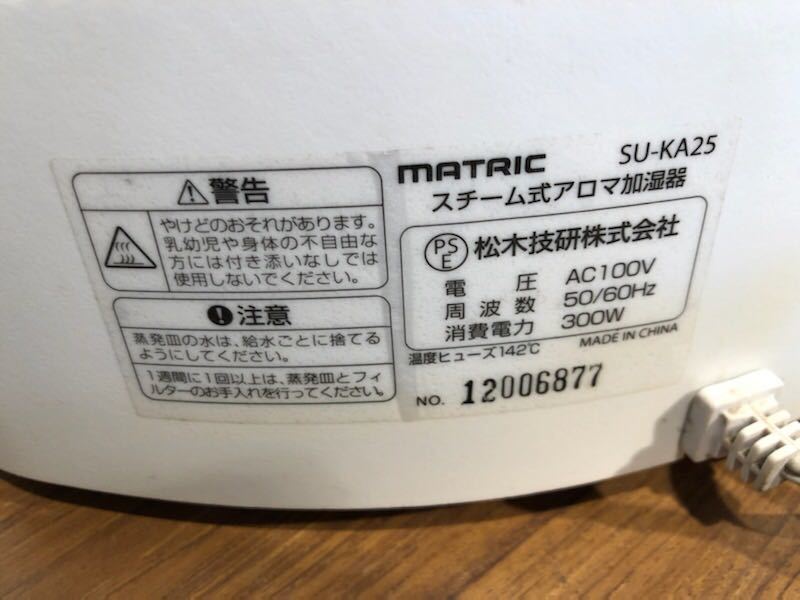 警告
やけどのおそれがあります。
乳幼児や身体の不自由な
方には付き添いなしでは
使用しないでください。
注意
蒸発皿の水は、給水ごとに捨てる
ようにしてください。
1週間に1回以上は、蒸発皿とフィ
ルターのお手入れを行ってください。
MATRIC SU-KA25
スチーム式アロマ加湿器
PSE 松木技研株式会社
電圧 AC100V
周波数 50/60Hz
消費電力 300W
温度ヒューズ142℃ MADE IN CHINA
NO. 12006877